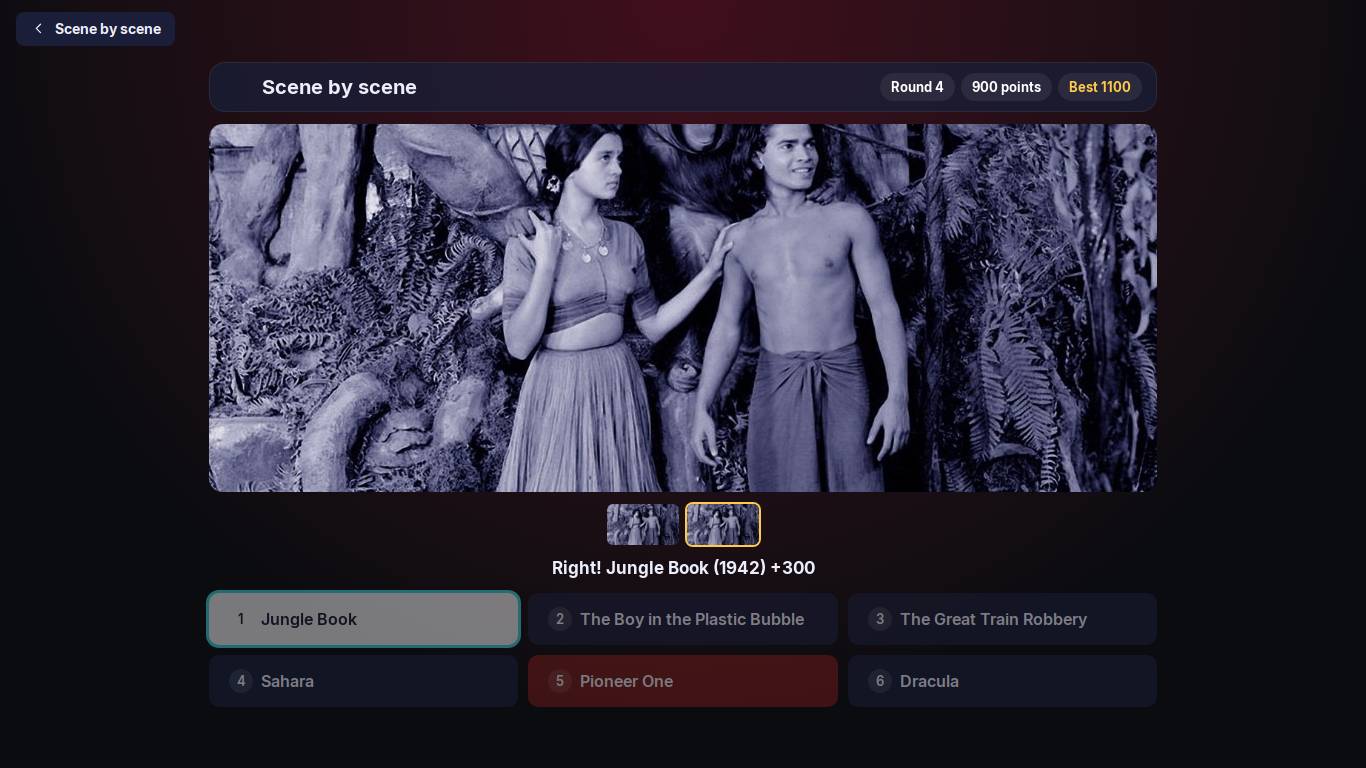 Scene by scene
Scene by scene
Round 4
900 points
Best 1100
Right! Jungle Book (1942) +300
1 Jungle Book
2 The Boy in the Plastic Bubble
3 The Great Train Robbery
4 Sahara
5 Pioneer One
6 Dracula